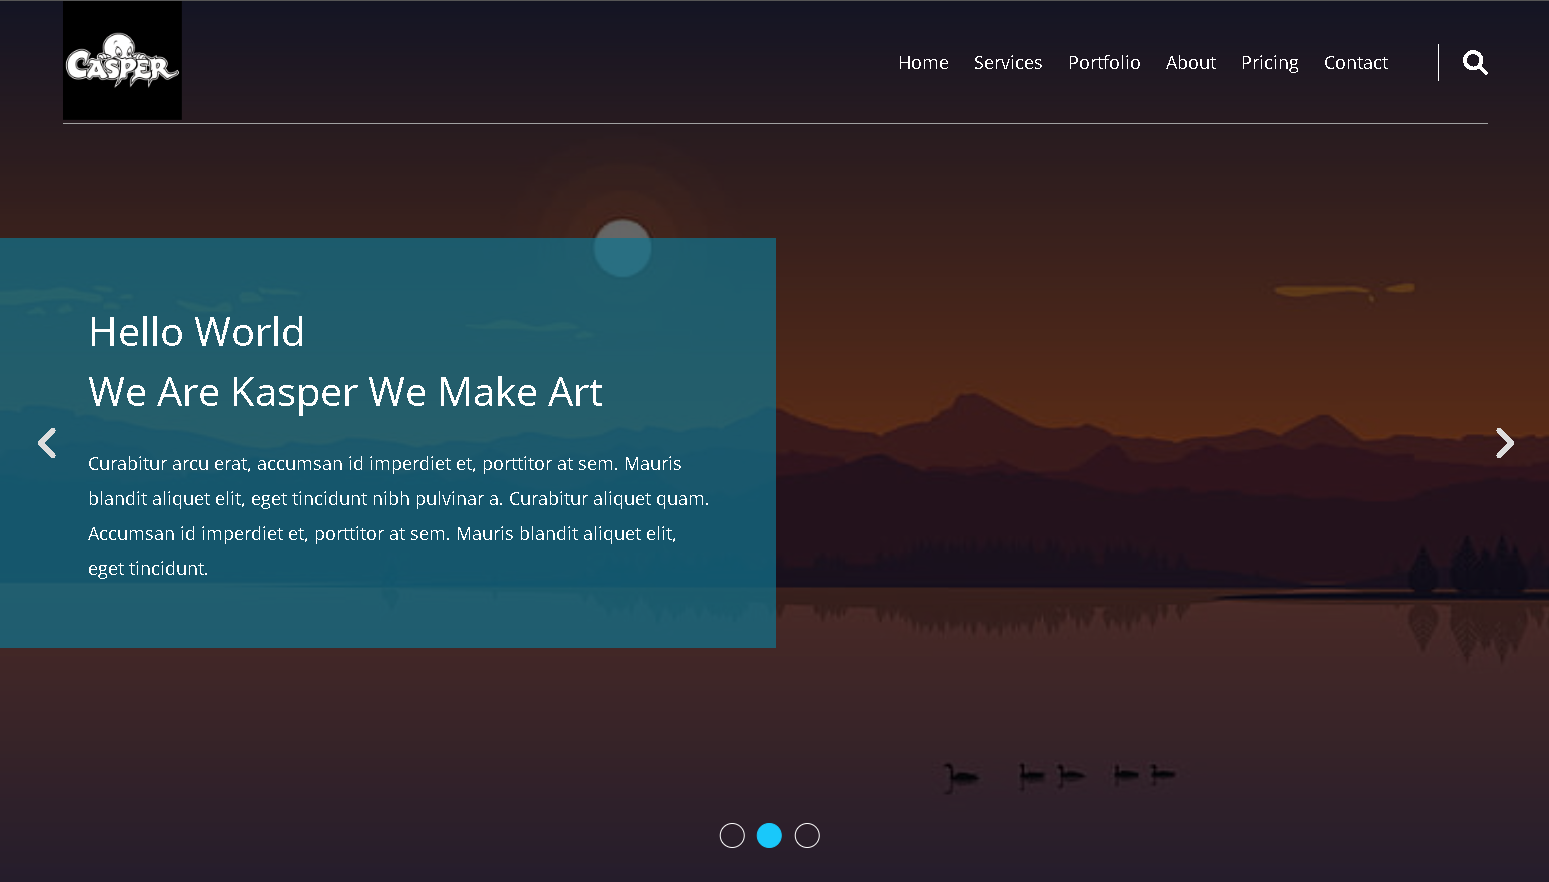 CASPER
Home Services Portfolio About Pricing Contact
Hello World
We Are Kasper We Make Art
Curabitur arcu erat, accumsan id imperdiet et, porttitor at sem. Mauris
blandit aliquet elit, eget tincidunt nibh pulvinar a. Curabitur aliquet quam.
Accumsan id imperdiet et, porttitor at sem. Mauris blandit aliquet elit,
eget tincidunt.